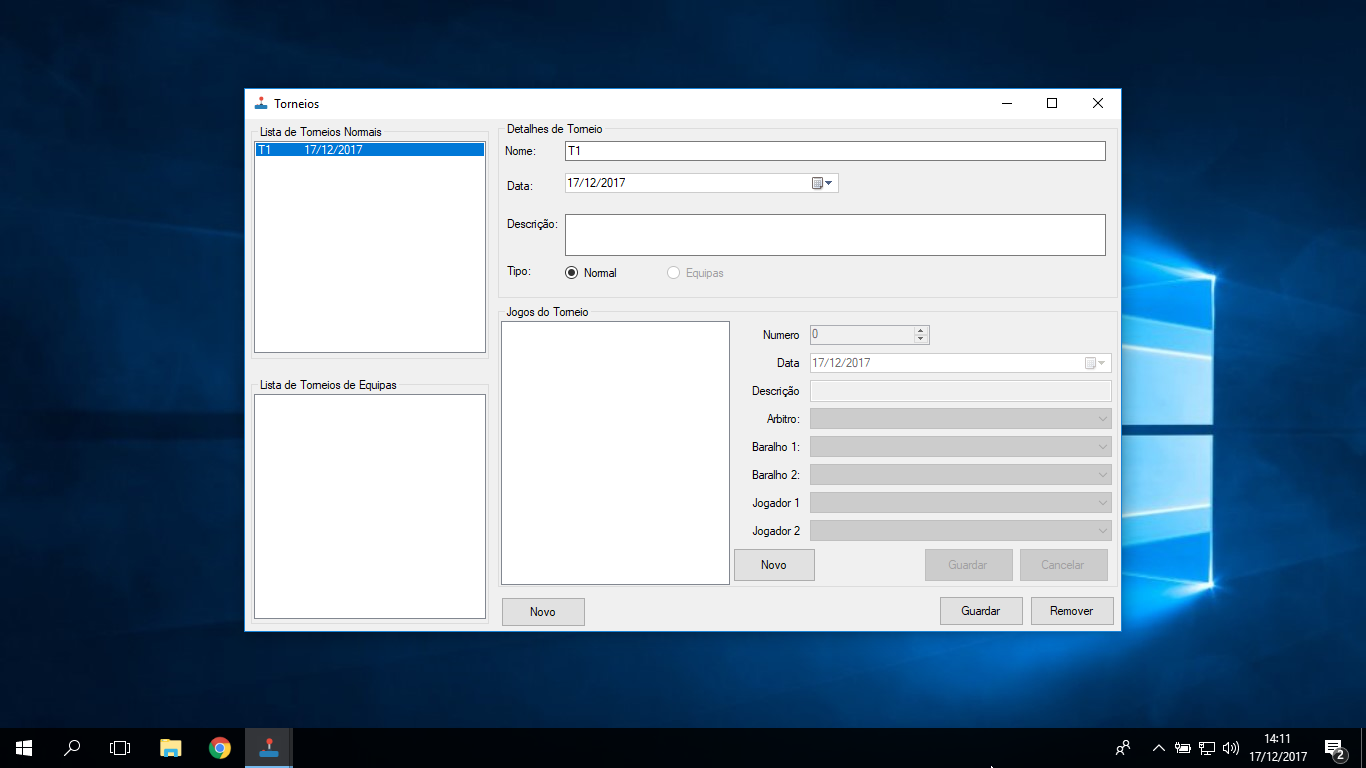 Torneios
Lista de Torneios Normais
T1 17/12/2017
Lista de Torneios de Equipas
Detalhes de Torneio
Nome: T1
Data: 17/12/2017
Descrição:
Tipo: Normal Equipas
Jogos do Torneio
Numero 0
Data 17/12/2017
Descrição
Arbitro:
Baralho 1:
Baralho 2:
Jogador 1
Jogador 2
Novo Guardar Cancelar
Novo Guardar Remover
14:11
17/12/2017
2